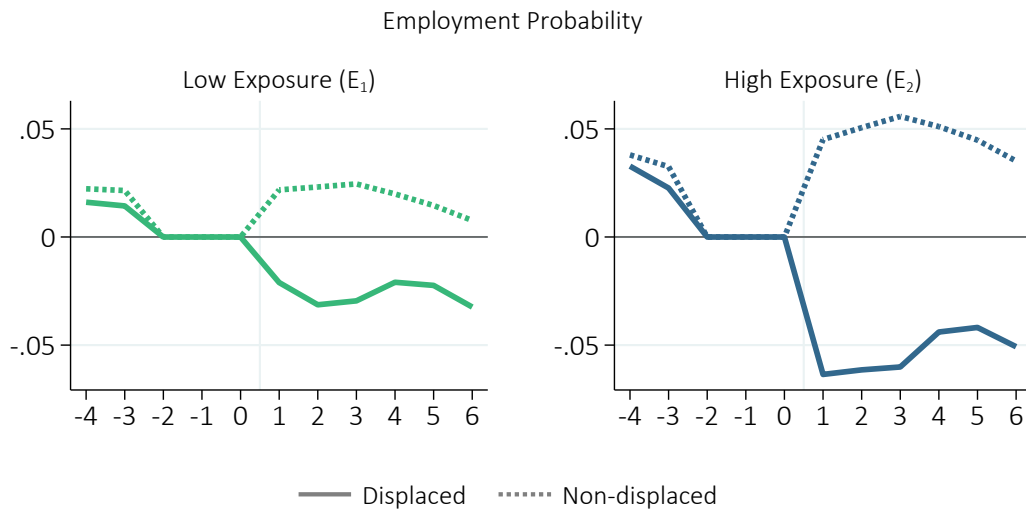 Employment Probability
Low Exposure (E₁)
.05
0
-.05
-4 -3 -2 -1 0 1 2 3 4 5 6
High Exposure (E₂)
.05
0
-.05
-4 -3 -2 -1 0 1 2 3 4 5 6
Displaced Non-displaced